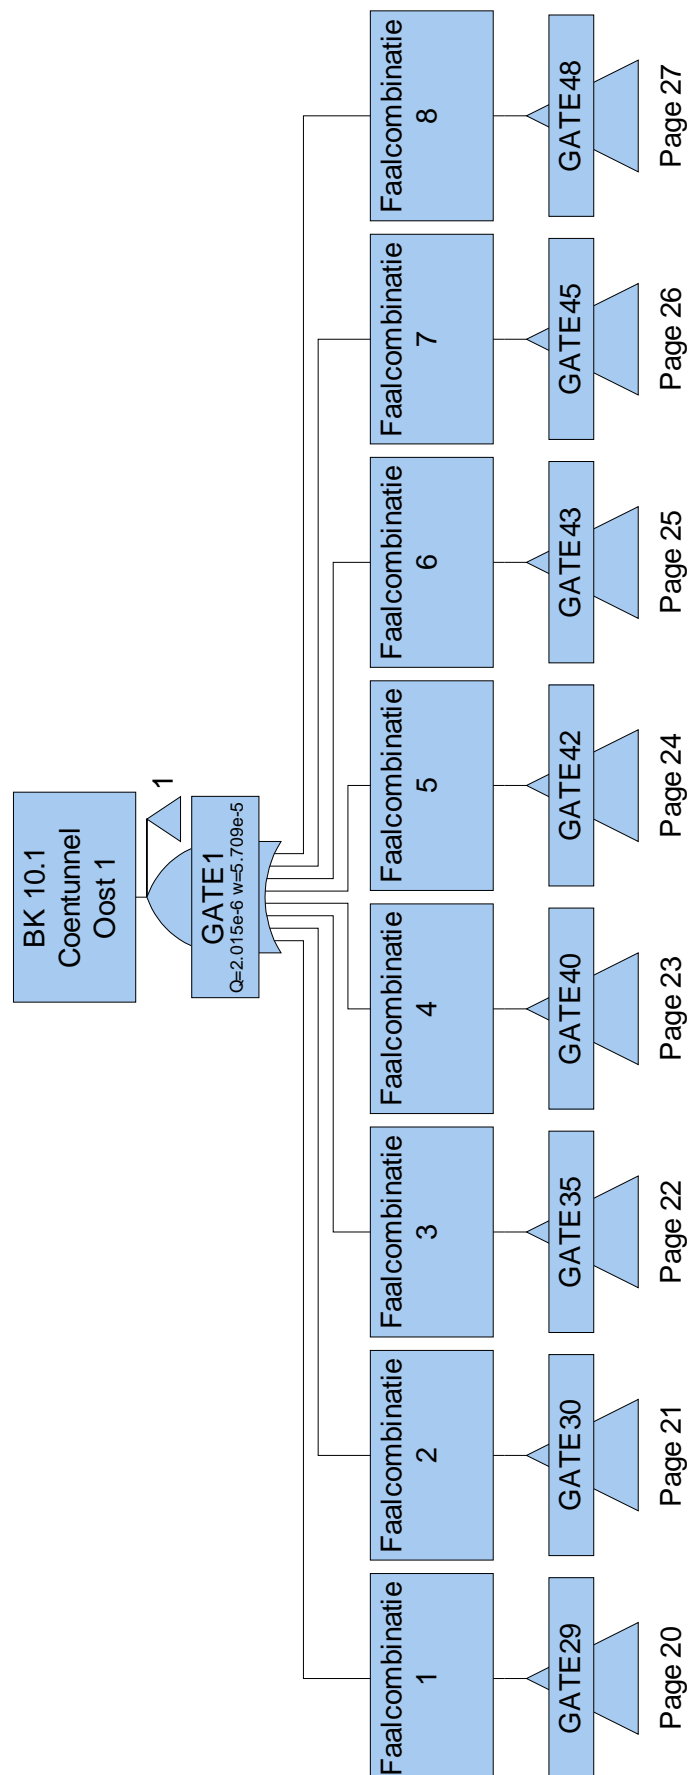 BK 10.1
Coentunnel
Oost 1
1
GATE1
Q=2.015e-6 w=5.709e-5
Faalcombinatie
1
Faalcombinatie
2
Faalcombinatie
3
Faalcombinatie
4
Faalcombinatie
5
Faalcombinatie
6
Faalcombinatie
7
Faalcombinatie
8
GATE29
GATE30
GATE35
GATE40
GATE42
GATE43
GATE45
GATE48
Page 20
Page 21
Page 22
Page 23
Page 24
Page 25
Page 26
Page 27